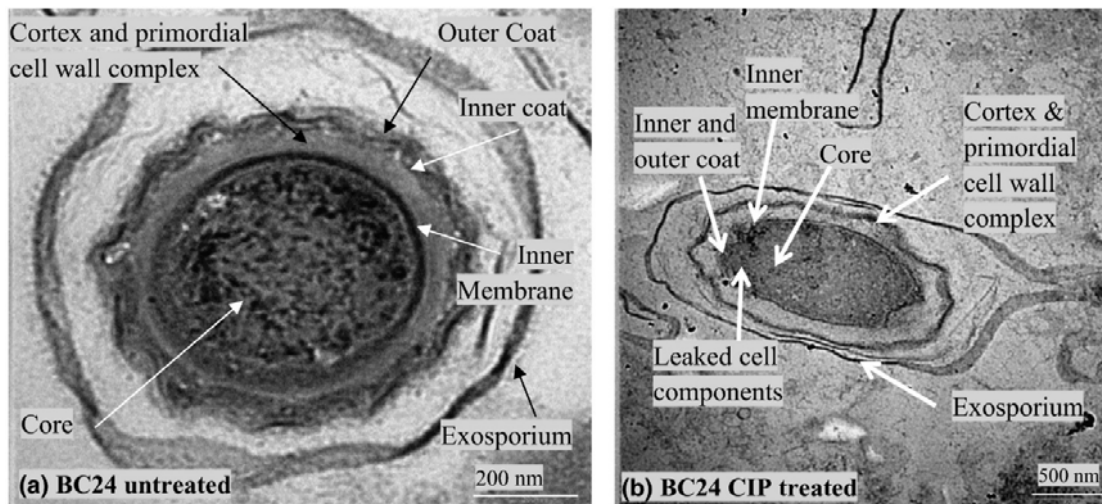 Cortex and primordial
cell wall complex
Outer Coat
Inner coat
Inner
Membrane
Core
Exosporium
(a) BC24 untreated
200 nm
Inner
membrane
Inner and
outer coat
Core
Cortex &
primordial
cell wall
complex
Leaked cell
components
Exosporium
(b) BC24 CIP treated
500 nm